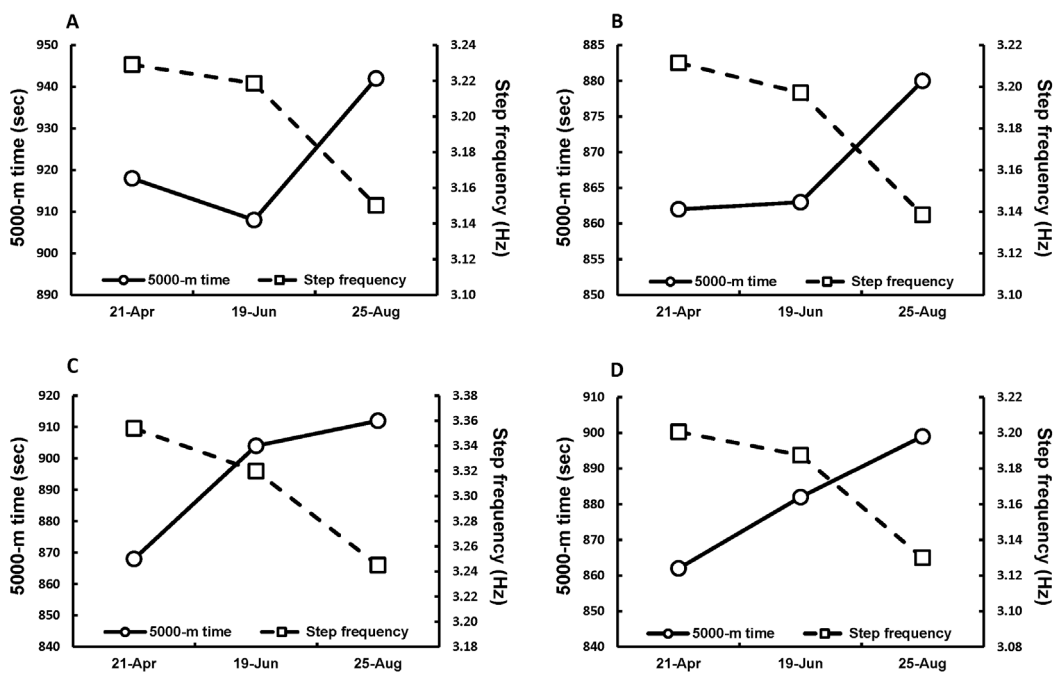 A
5000-m time (sec)
950
940
930
920
910
900
890
3.24
3.22
3.20
3.18
3.16
3.14
3.12
3.10
Step frequency (Hz)
5000-m time
Step frequency
21-Apr
19-Jun
25-Aug
B
5000-m time (sec)
885
880
875
870
865
860
855
850
3.22
3.20
3.18
3.16
3.14
3.12
3.10
Step frequency (Hz)
5000-m time
Step frequency
21-Apr
19-Jun
25-Aug
C
5000-m time (sec)
920
910
900
890
880
870
860
850
840
3.38
3.36
3.34
3.32
3.30
3.28
3.26
3.24
3.22
3.20
3.18
Step frequency (Hz)
5000-m time
Step frequency
21-Apr
19-Jun
25-Aug
D
5000-m time (sec)
910
900
890
880
870
860
850
840
3.22
3.20
3.18
3.16
3.14
3.12
3.10
3.08
Step frequency (Hz)
5000-m time
Step frequency
21-Apr
19-Jun
25-Aug